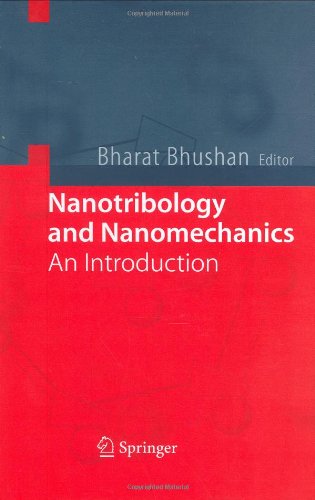 Bharat Bhushan Editor
Nanotribology
and Nanomechanics
An Introduction
Springer